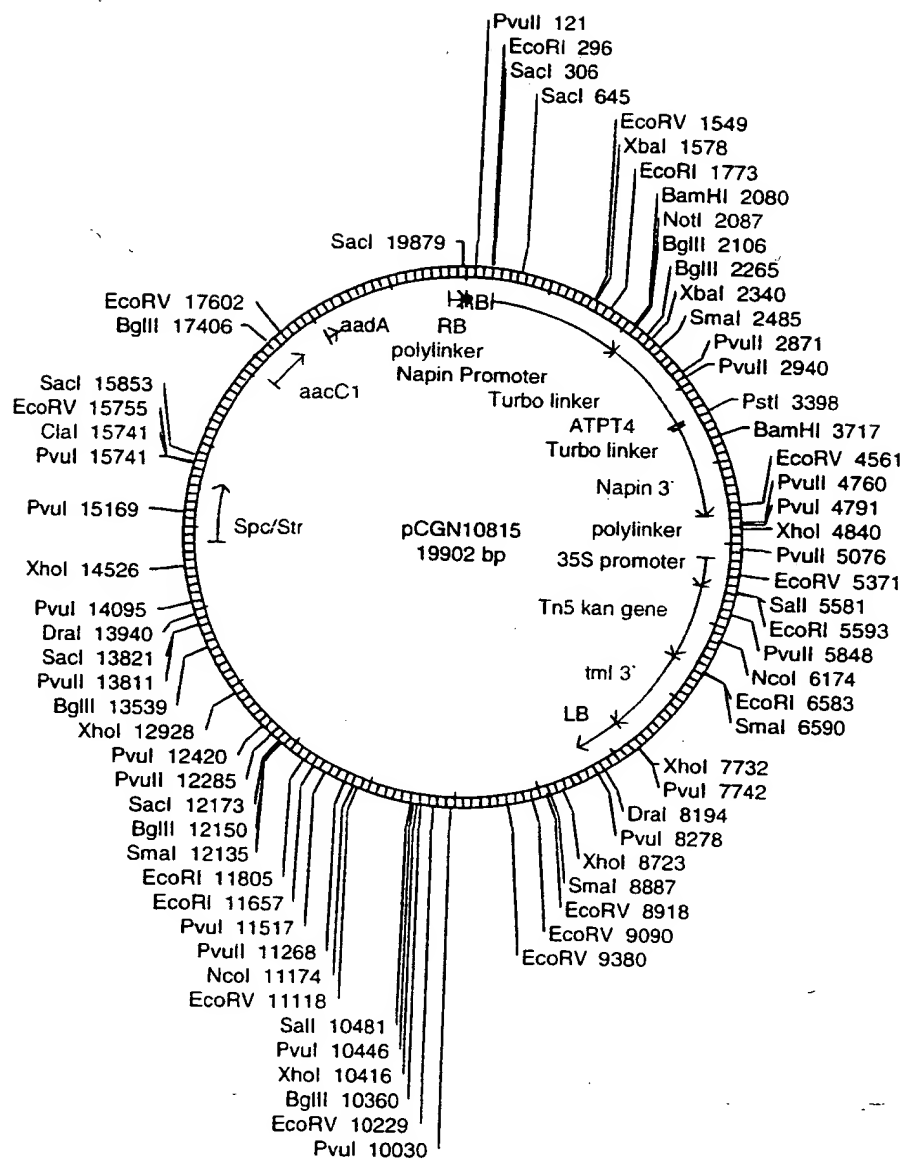 PvuII 121
EcoRI 296
SacI 306
SacI 645
EcoRV 1549
XbaI 1578
EcoRI 1773
BamHI 2080
NotI 2087
BglII 2106
BglII 2265
XbaI 2340
SmaI 2485
PvuII 2871
PvuII 2940
PstI 3398
BamHI 3717
EcoRV 4561
PvuII 4760
PvuI 4791
XhoI 4840
PvuII 5076
EcoRV 5371
SalI 5581
EcoRI 5593
PvuII 5848
NcoI 6174
EcoRI 6583
SmaI 6590
XhoI 7732
PvuI 7742
DraI 8194
PvuI 8278
XhoI 8723
SmaI 8887
EcoRV 8918
EcoRV 9090
EcoRV 9380
PvuI 10030
EcoRV 10229
BglII 10360
XhoI 10416
PvuI 10446
SalI 10481
EcoRV 11118
NcoI 11174
PvuII 11268
PvuI 11517
EcoRI 11657
EcoRI 11805
SmaI 12135
BglII 12150
SacI 12173
PvuII 12285
PvuI 12420
XhoI 12928
BglII 13539
PvuII 13811
SacI 13821
DraI 13940
PvuI 14095
XhoI 14526
PvuI 15169
PvuI 15741
ClaI 15741
EcoRV 15755
SacI 15853
BglII 17406
EcoRV 17602
SacI 19879
aadA
aacC1
Spc/Str
RB
polylinker
Napin Promoter
Turbo linker
ATPT4
Turbo linker
Napin 3'
polylinker
35S promoter
Tn5 kan gene
tml 3'
LB
pCGN10815
19902 bp